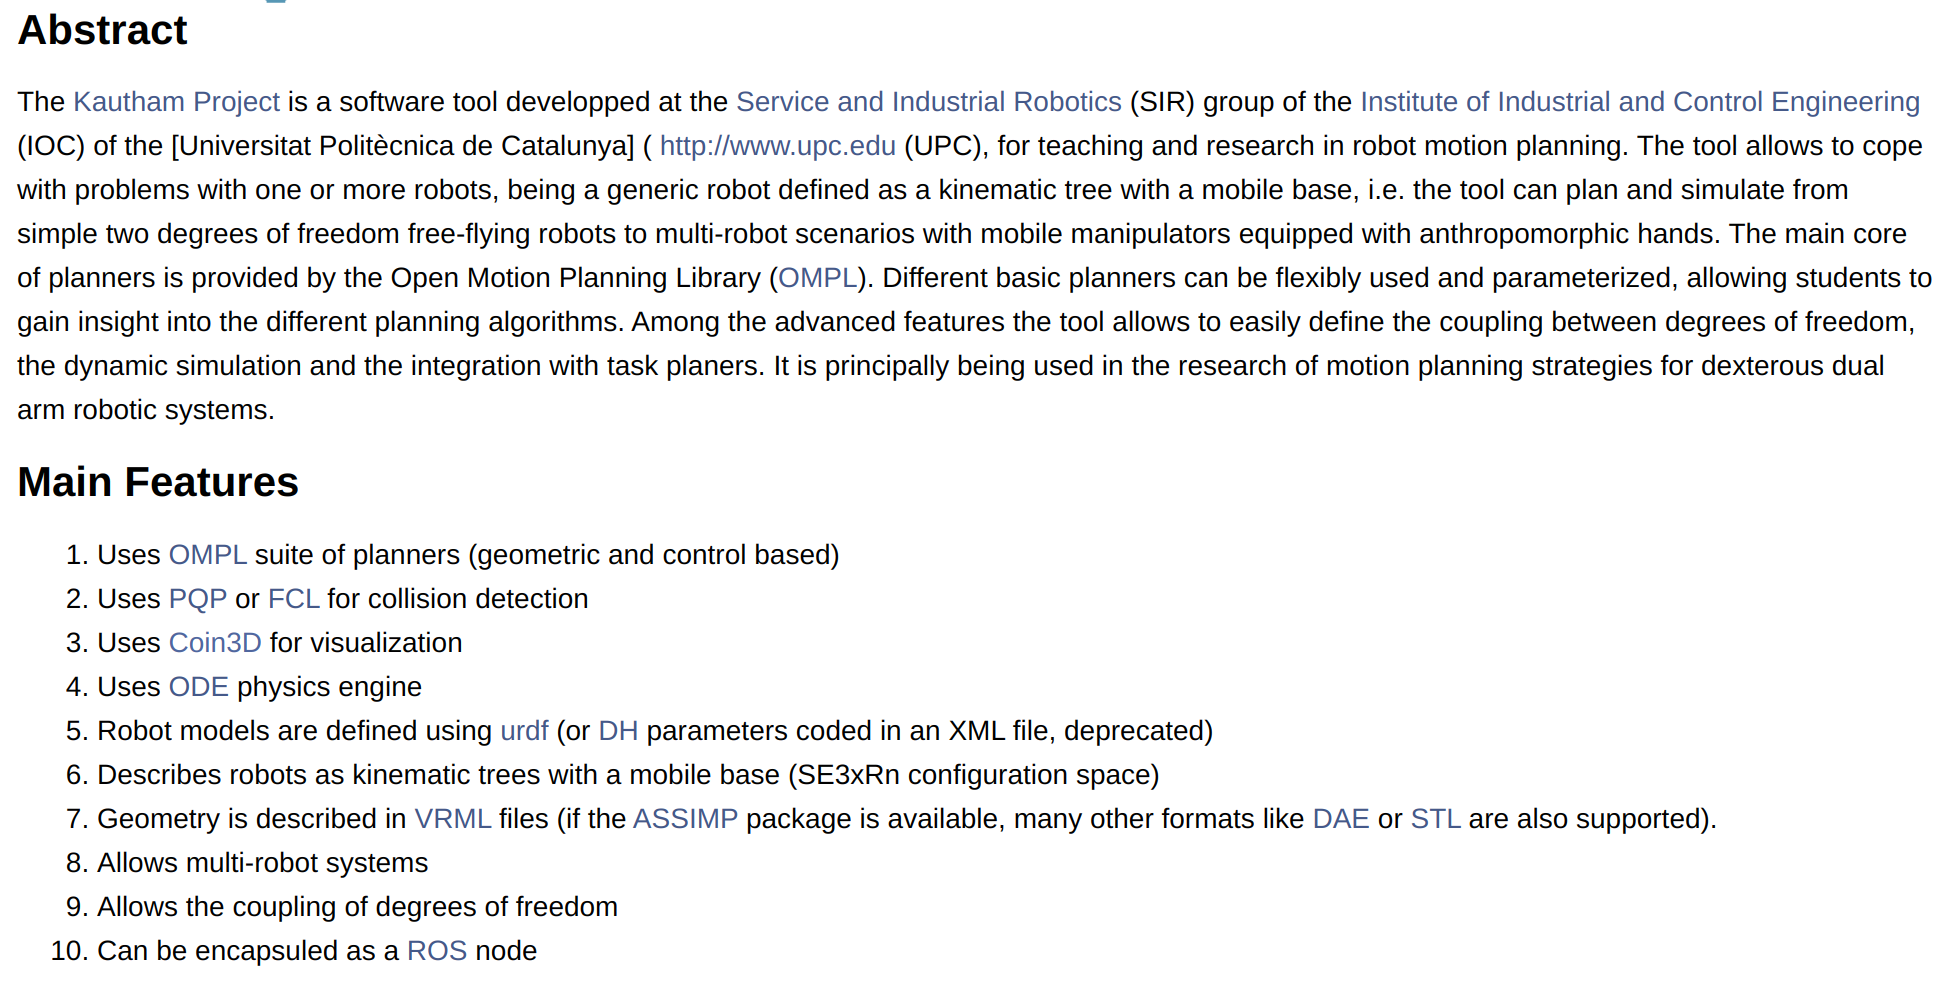 Abstract
The Kautham Project is a software tool developped at the Service and Industrial Robotics (SIR) group of the Institute of Industrial and Control Engineering
(IOC) of the [Universitat Politècnica de Catalunya] ( http://www.upc.edu (UPC), for teaching and research in robot motion planning. The tool allows to cope
with problems with one or more robots, being a generic robot defined as a kinematic tree with a mobile base, i.e. the tool can plan and simulate from
simple two degrees of freedom free-flying robots to multi-robot scenarios with mobile manipulators equipped with anthropomorphic hands. The main core
of planners is provided by the Open Motion Planning Library (OMPL). Different basic planners can be flexibly used and parameterized, allowing students to
gain insight into the different planning algorithms. Among the advanced features the tool allows to easily define the coupling between degrees of freedom,
the dynamic simulation and the integration with task planers. It is principally being used in the research of motion planning strategies for dexterous dual
arm robotic systems.
Main Features
1. Uses OMPL suite of planners (geometric and control based)
2. Uses PQP or FCL for collision detection
3. Uses Coin3D for visualization
4. Uses ODE physics engine
5. Robot models are defined using urdf (or DH parameters coded in an XML file, deprecated)
6. Describes robots as kinematic trees with a mobile base (SE3xRn configuration space)
7. Geometry is described in VRML files (if the ASSIMP package is available, many other formats like DAE or STL are also supported).
8. Allows multi-robot systems
9. Allows the coupling of degrees of freedom
10. Can be encapsuled as a ROS node